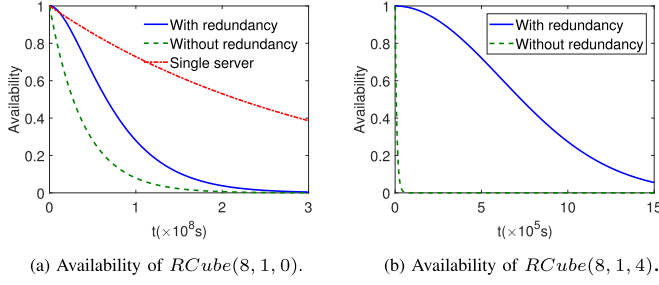 With redundancy
Without redundancy
Single server
Availability
1
0.8
0.6
0.4
0.2
0
0 1 2 3
t(×10⁸s)
(a) Availability of RCube(8, 1, 0).
With redundancy
Without redundancy
Availability
1
0.8
0.6
0.4
0.2
0
0 5 10 15
t(×10⁵s)
(b) Availability of RCube(8, 1, 4).